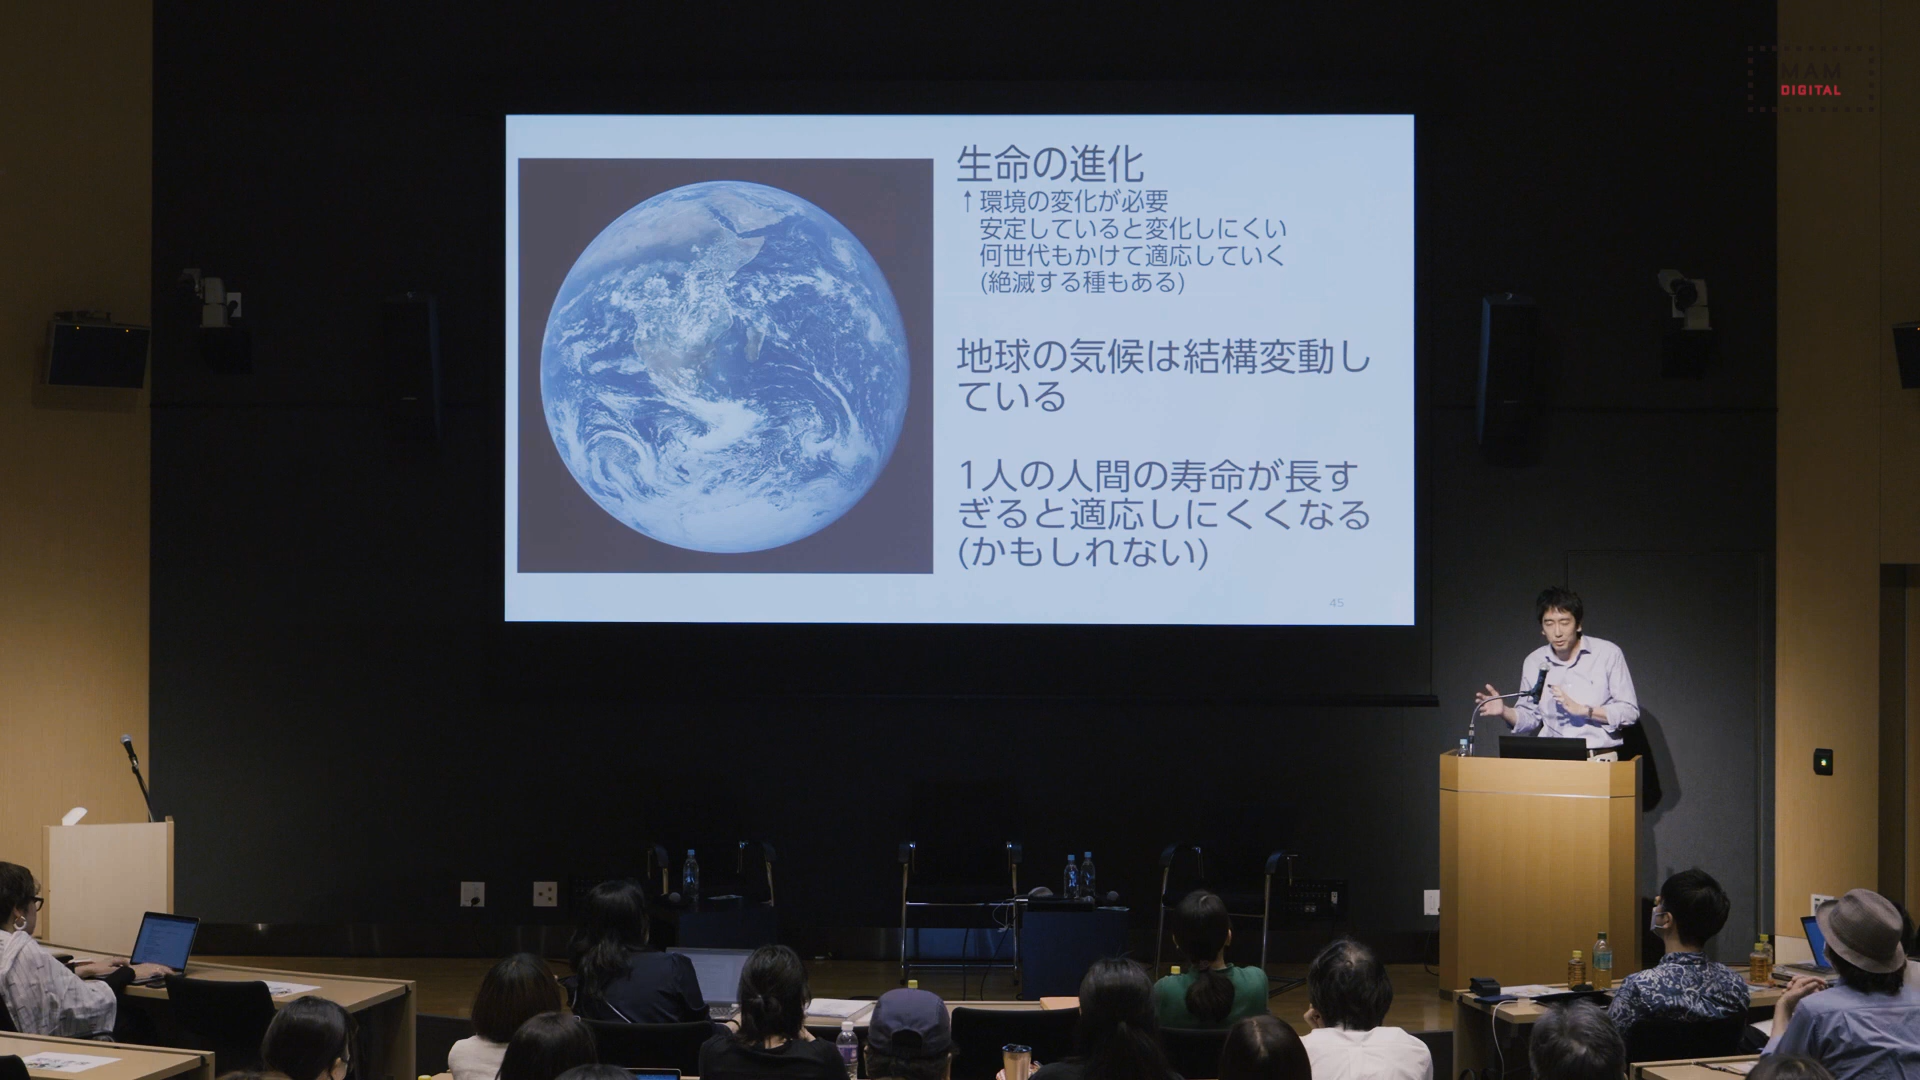 MAM
DIGITAL
生命の進化
↑環境の変化が必要
安定していると変化しにくい
何世代もかけて適応していく
(絶滅する種もある)
地球の気候は結構変動し
ている
1人の人間の寿命が長す
ぎると適応しにくくなる
(かもしれない)
45